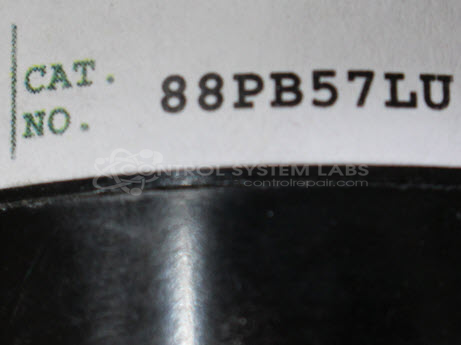 CAT. 88PB57LU
NO.
CONTROL SYSTEM LABS
controlrepair.com